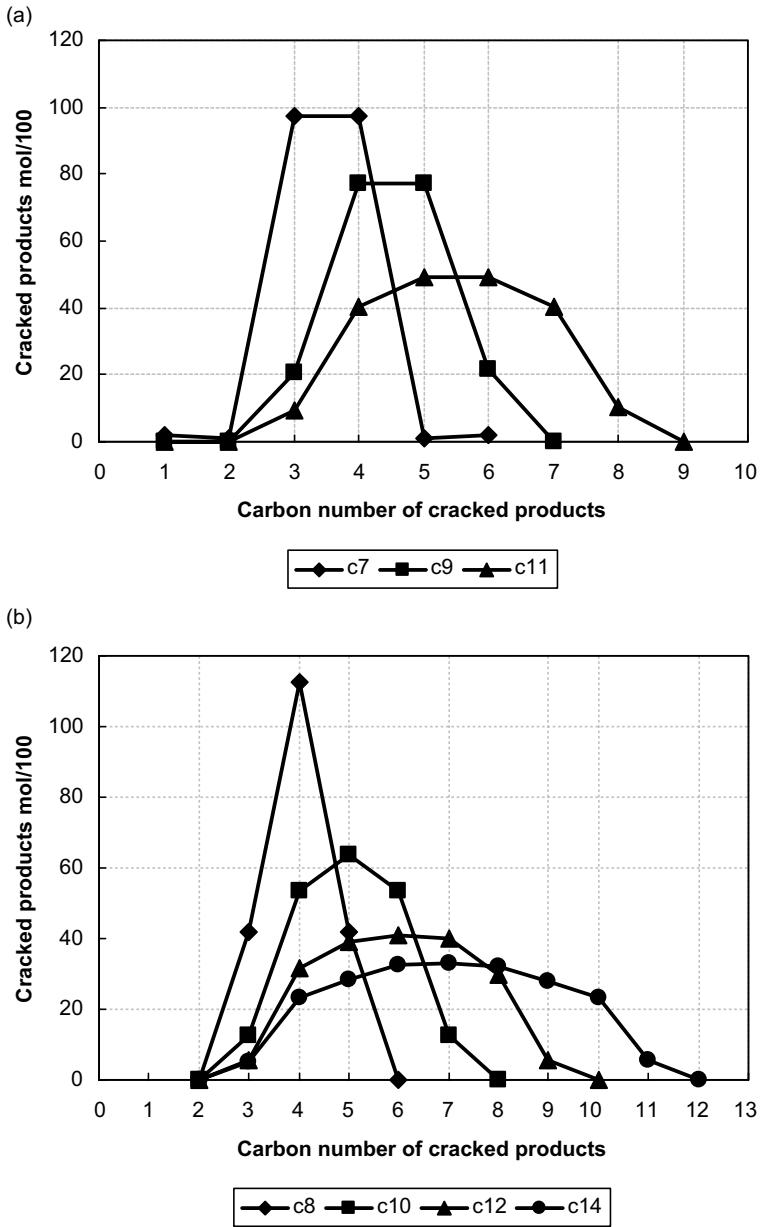 (a)
120
100
80
60
40
20
0
0 1 2 3 4 5 6 7 8 9 10
Cracked products mol/100
Carbon number of cracked products
c7 c9 c11
(b)
120
100
80
60
40
20
0
0 1 2 3 4 5 6 7 8 9 10 11 12 13
Cracked products mol/100
Carbon number of cracked products
c8 c10 c12 c14